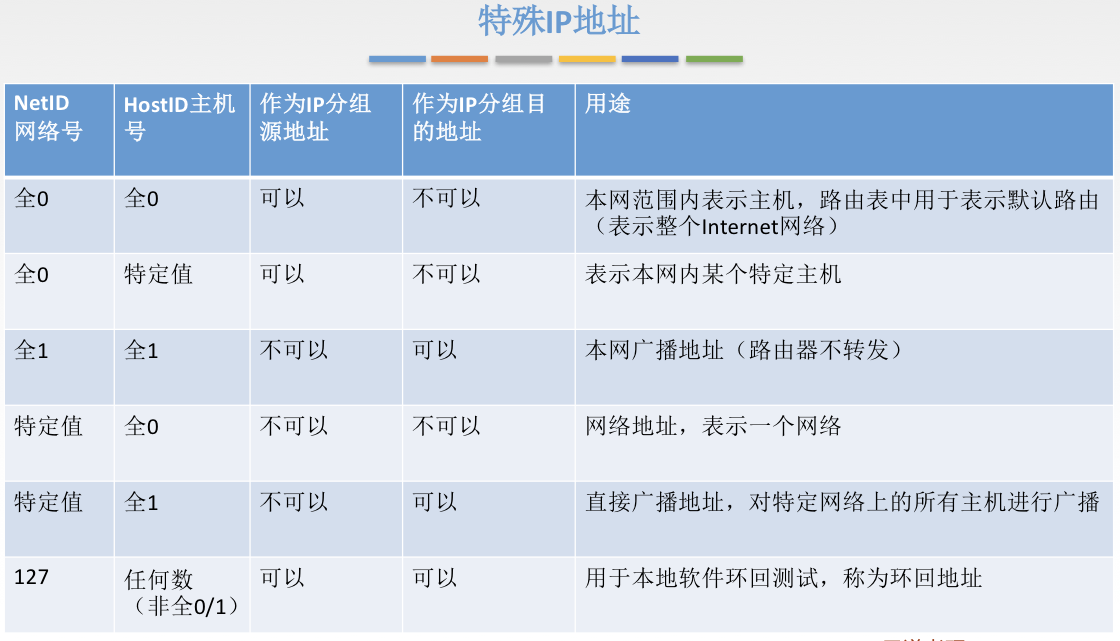 特殊IP地址
NetID
网络号
HostID主机
号
作为IP分组
源地址
作为IP分组目
的地址
用途
全0
全0
可以
不可以
本网范围内表示主机，路由表中用于表示默认路由
（表示整个Internet网络）
全0
特定值
可以
不可以
表示本网内某个特定主机
全1
全1
不可以
可以
本网广播地址（路由器不转发）
特定值
全0
不可以
不可以
网络地址，表示一个网络
特定值
全1
不可以
可以
直接广播地址，对特定网络上的所有主机进行广播
127
任何数
（非全0/1）
可以
可以
用于本地软件环回测试，称为环回地址